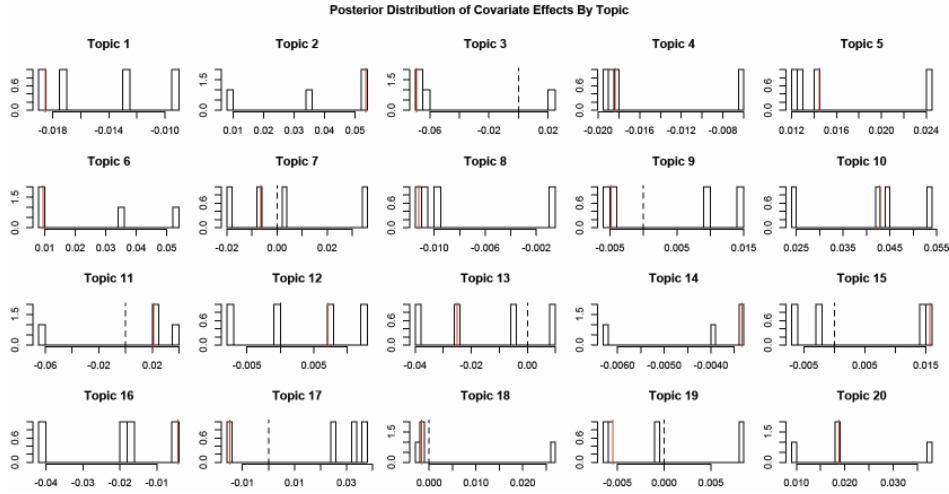 Posterior Distribution of Covariate Effects By Topic
Topic 1 Topic 2 Topic 3 Topic 4 Topic 5
0.0 0.6 0.0 1.5 0.0 1.5 0.0 0.6 0.0 0.6
-0.018 -0.014 -0.010 0.01 0.02 0.03 0.04 0.05 -0.06 -0.02 0.02 -0.020 -0.016 -0.012 -0.008 0.012 0.016 0.020 0.024
Topic 6 Topic 7 Topic 8 Topic 9 Topic 10
0.0 1.5 0.0 0.6 0.0 0.6 0.0 0.6 0.0 0.6
0.01 0.02 0.03 0.04 0.05 -0.02 0.00 0.02 -0.010 -0.006 -0.002 -0.005 0.005 0.015 0.025 0.035 0.045 0.055
Topic 11 Topic 12 Topic 13 Topic 14 Topic 15
0.0 1.5 0.0 0.6 0.0 0.6 0.0 1.5 0.0 0.6
-0.06 -0.02 0.02 -0.005 0.005 -0.04 -0.02 0.00 -0.0060 -0.0050 -0.0040 -0.005 0.005 0.015
Topic 16 Topic 17 Topic 18 Topic 19 Topic 20
0.0 0.6 0.0 0.6 0.0 1.5 0.0 0.6 0.0 1.5
-0.04 -0.03 -0.02 -0.01 -0.01 0.01 0.03 0.000 0.010 0.020 -0.005 0.000 0.005 0.010 0.020 0.030